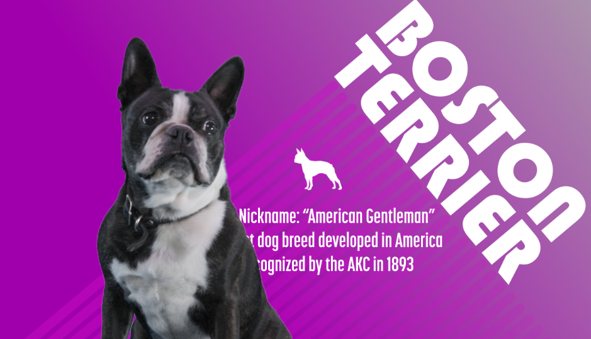 BOSTON
TERRIER
Nickname: “American Gentleman”
dog breed developed in America
by the AKC in 1893